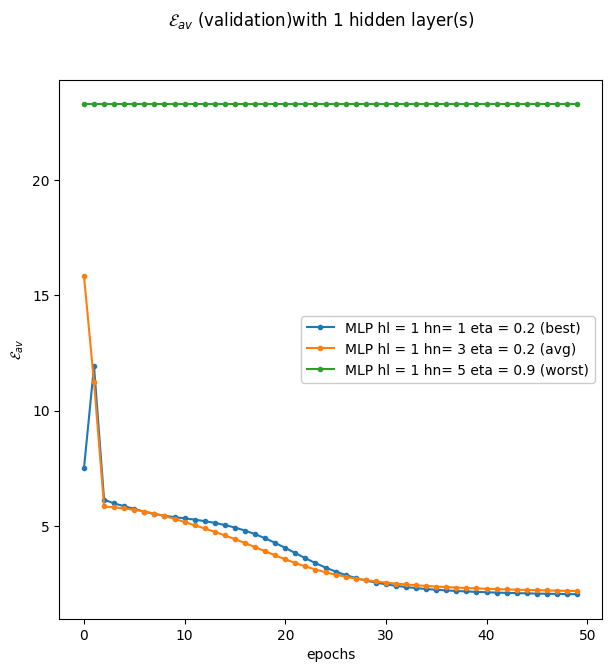 ℰav (validation)with 1 hidden layer(s)
20
15
10
5
ℰav
MLP hl = 1 hn= 1 eta = 0.2 (best)
MLP hl = 1 hn= 3 eta = 0.2 (avg)
MLP hl = 1 hn= 5 eta = 0.9 (worst)
0 10 20 30 40 50
epochs